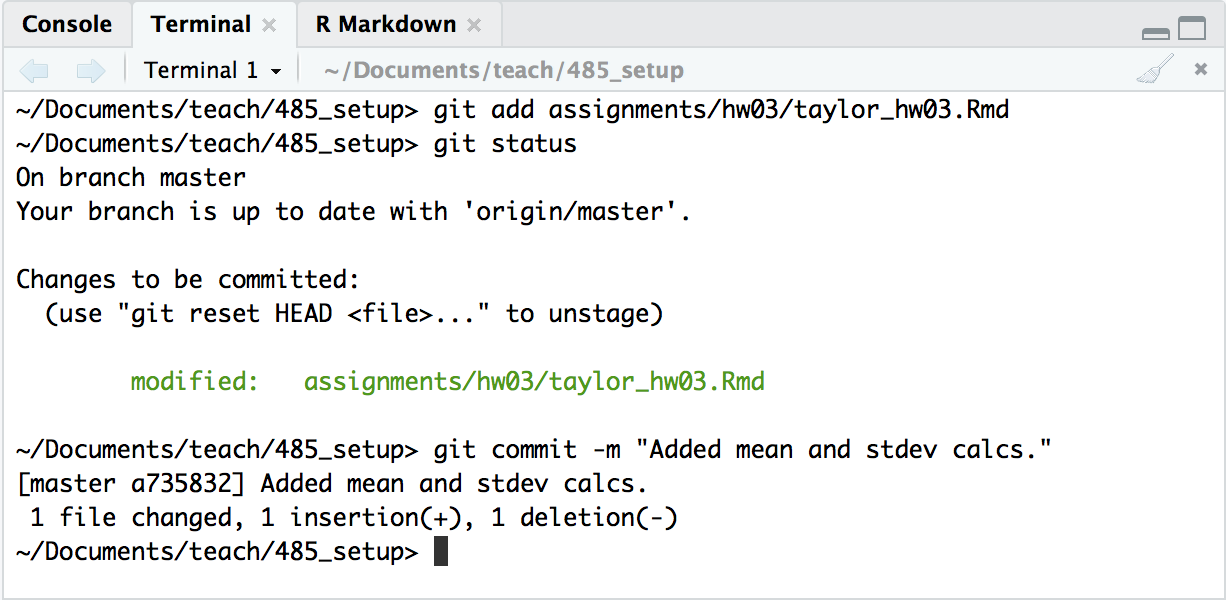 Console Terminal R Markdown
Terminal 1 ~/Documents/teach/485_setup
~/Documents/teach/485_setup> git add assignments/hw03/taylor_hw03.Rmd
~/Documents/teach/485_setup> git status
On branch master
Your branch is up to date with 'origin/master'.
Changes to be committed:
  (use "git reset HEAD <file>..." to unstage)
        modified:   assignments/hw03/taylor_hw03.Rmd
~/Documents/teach/485_setup> git commit -m "Added mean and stdev calcs."
[master a735832] Added mean and stdev calcs.
 1 file changed, 1 insertion(+), 1 deletion(-)
~/Documents/teach/485_setup>